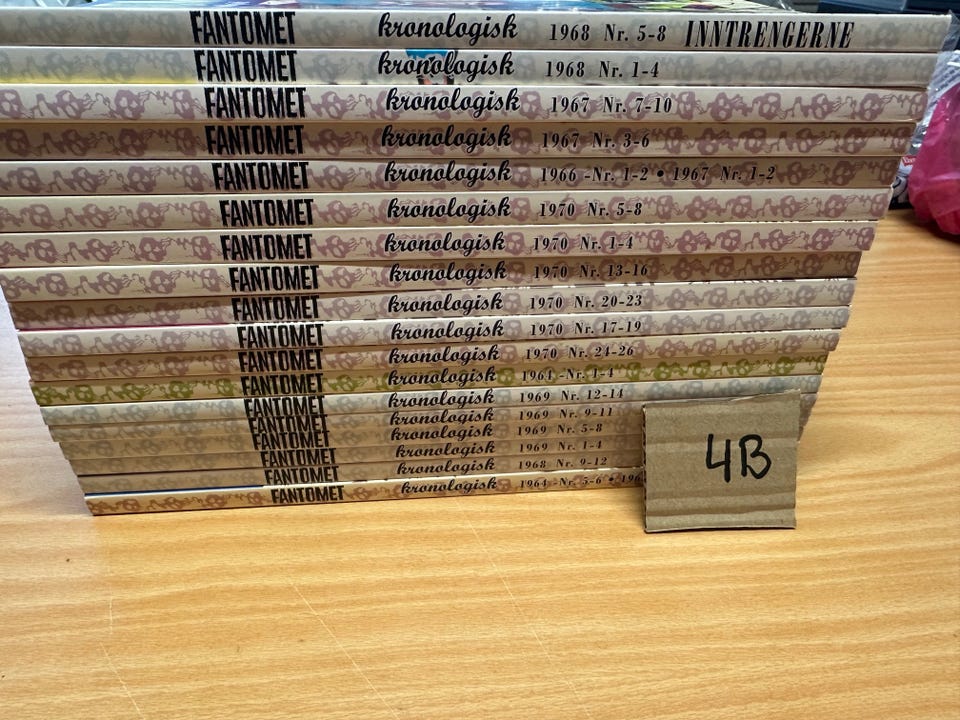 FANTOMET kronologisk 1968 Nr. 5-8 INNTRENGERNE
FANTOMET kronologisk 1968 Nr. 1-4
FANTOMET kronologisk 1967 Nr. 7-10
FANTOMET kronologisk 1967 Nr. 3-6
FANTOMET kronologisk 1966 -Nr. 1-2 • 1967 Nr. 1-2
FANTOMET kronologisk 1970 Nr. 5-8
FANTOMET kronologisk 1970 Nr. 1-4
FANTOMET kronologisk 1970 Nr. 13-16
FANTOMET kronologisk 1970 Nr. 20-23
FANTOMET kronologisk 1970 Nr. 17-19
FANTOMET kronologisk 1970 Nr. 24-26
FANTOMET kronologisk 1964 -Nr. 1-4
FANTOMET kronologisk 1969 Nr. 12-14
FANTOMET kronologisk 1969 Nr. 9-11
FANTOMET kronologisk 1969 Nr. 5-8
FANTOMET kronologisk 1969 Nr. 1-4
FANTOMET kronologisk 1968 Nr. 9-12
FANTOMET kronologisk 1964 -Nr. 5-6 • 196
4B